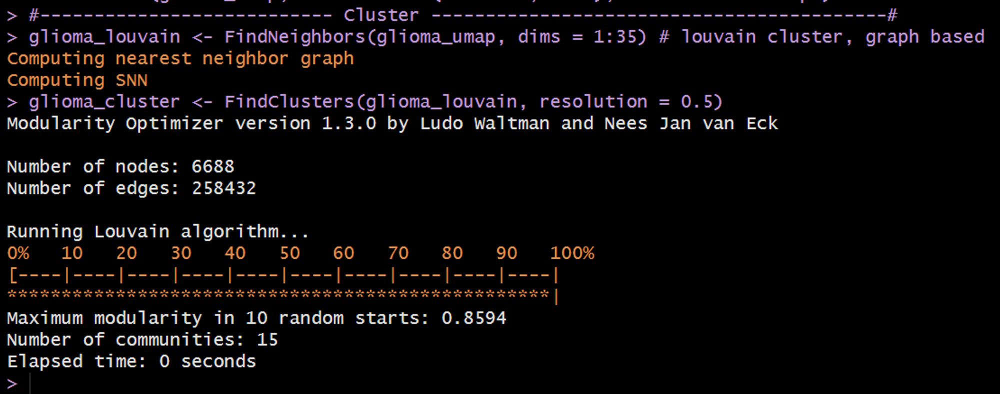 > #--------------------------- Cluster ------------------------------------------#
> glioma_louvain <- FindNeighbors(glioma_umap, dims = 1:35) # louvain cluster, graph based
Computing nearest neighbor graph
Computing SNN
> glioma_cluster <- FindClusters(glioma_louvain, resolution = 0.5)
Modularity Optimizer version 1.3.0 by Ludo Waltman and Nees Jan van Eck
Number of nodes: 6688
Number of edges: 258432
Running Louvain algorithm...
0%   10   20   30   40   50   60   70   80   90   100%
[----|----|----|----|----|----|----|----|----|----|
**************************************************|
Maximum modularity in 10 random starts: 0.8594
Number of communities: 15
Elapsed time: 0 seconds
>